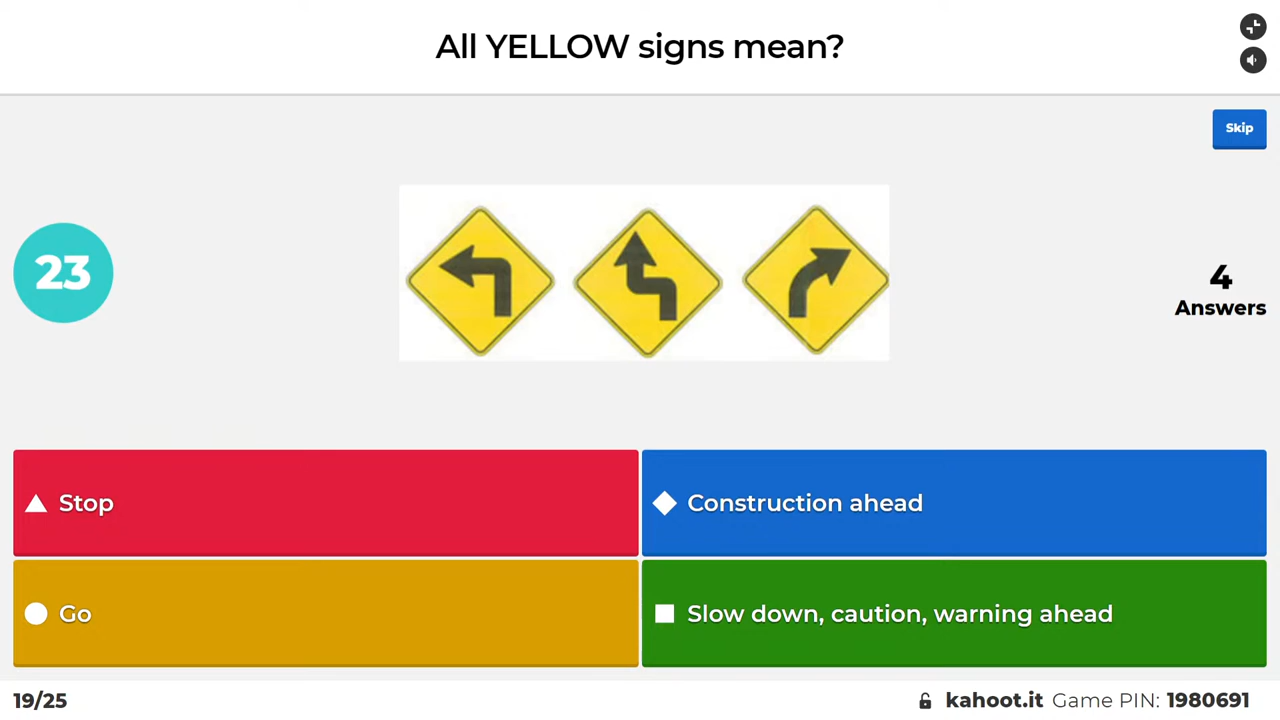 All YELLOW signs mean?
Skip
23
4
Answers
Stop
Construction ahead
Go
Slow down, caution, warning ahead
19/25
kahoot.it Game PIN: 1980691